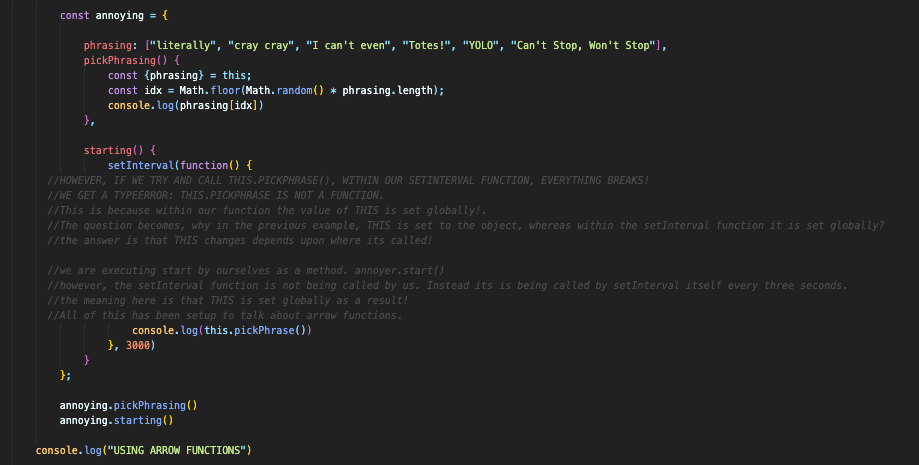 const annoying = {
phrasing: ["literally", "cray cray", "I can't even", "Totes!", "YOLO", "Can't Stop, Won't Stop"],
pickPhrasing() {
const {phrasing} = this;
const idx = Math.floor(Math.random() * phrasing.length);
console.log(phrasing[idx])
},
starting() {
setInterval(function() {
//HOWEVER, IF WE TRY AND CALL THIS.PICKPHRASE(), WITHIN OUR SETINTERVAL FUNCTION, EVERYTHING BREAKS!
//WE GET A TYPEERROR: THIS.PICKPHRASE IS NOT A FUNCTION.
//This is because within our function the value of THIS is set globally!.
//The question becomes, why in the previous example, THIS is set to the object, whereas within the setInterval function it is set globally?
//the answer is that THIS changes depends upon where its called!
//we are executing start by ourselves as a method. annoyer.start()
//however, the setInterval function is not being called by us. Instead its is being called by setInterval itself every three seconds.
//the meaning here is that THIS is set globally as a result!
//All of this has been setup to talk about arrow functions.
console.log(this.pickPhrase())
}, 3000)
}
};
annoying.pickPhrasing()
annoying.starting()
console.log("USING ARROW FUNCTIONS")